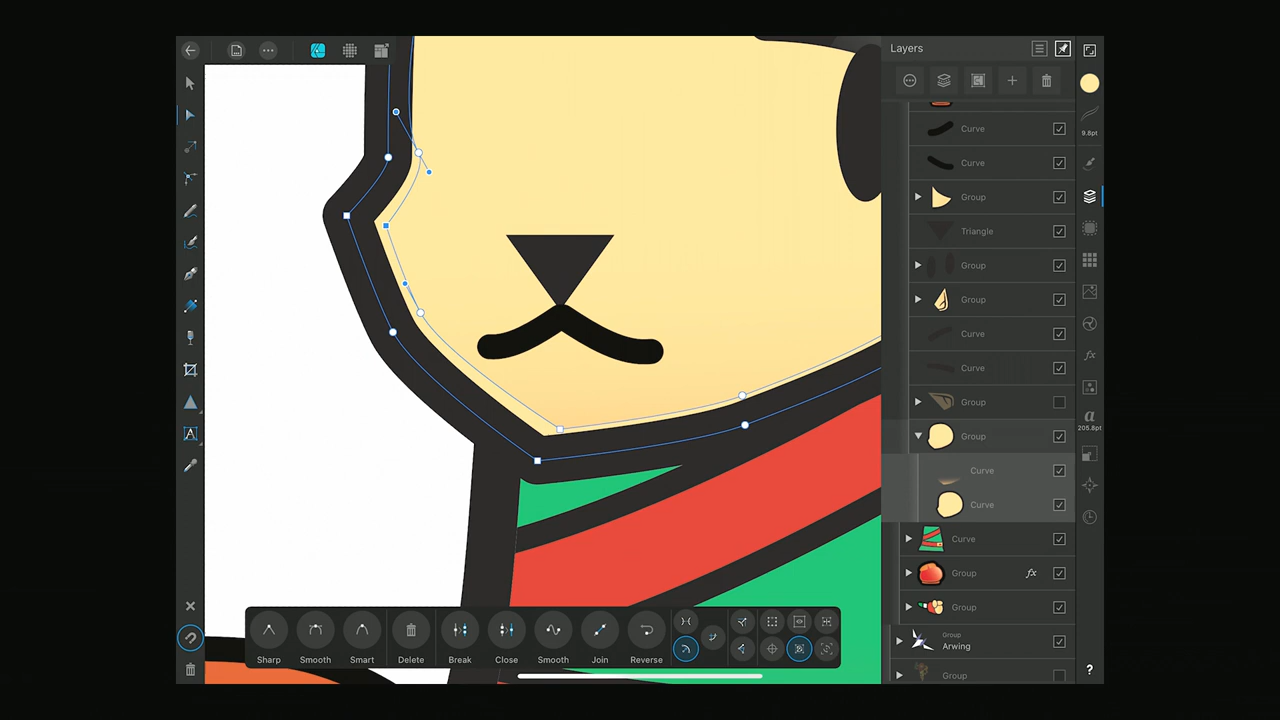 Layers
9.8pt
Curve
Curve
Group
Triangle
Group
Group
Curve
Curve
Group
a
205.8pt
Group
Curve
Curve
Curve
Group
fx
Group
Group
Arwing
Group
?
Sharp
Smooth
Smart
Delete
Break
Close
Smooth
Join
Reverse